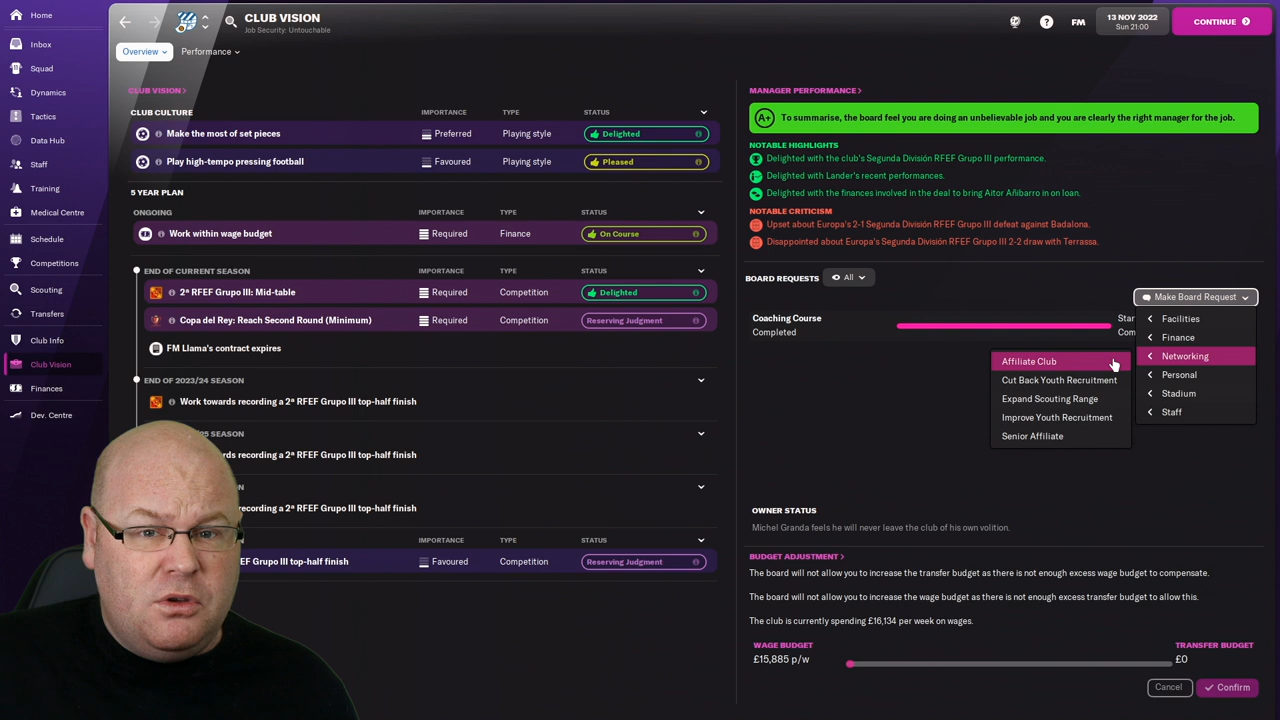 Home
Inbox
Squad
Dynamics
Tactics
Data Hub
Staff
Training
Medical Centre
Schedule
Competitions
Scouting
Transfers
Club Info
Club Vision
Finances
Dev. Centre
CLUB VISION
Job Security: Untouchable
FM
13 NOV 2022
Sun 21:00
CONTINUE
Overview
Performance
CLUB VISION >
CLUB CULTURE IMPORTANCE TYPE STATUS
Make the most of set pieces Preferred Playing style Delighted
Play high-tempo pressing football Favoured Playing style Pleased
5 YEAR PLAN
ONGOING IMPORTANCE TYPE STATUS
Work within wage budget Required Finance On Course
END OF CURRENT SEASON IMPORTANCE TYPE STATUS
2ª RFEF Grupo III: Mid-table Required Competition Delighted
Copa del Rey: Reach Second Round (Minimum) Required Competition Reserving Judgment
FM Llama's contract expires
END OF 2023/24 SEASON
Work towards recording a 2ª RFEF Grupo III top-half finish
SEASON
recording a 2ª RFEF Grupo III top-half finish
recording a 2ª RFEF Grupo III top-half finish
IMPORTANCE TYPE STATUS
EF Grupo III top-half finish Favoured Competition Reserving Judgment
MANAGER PERFORMANCE >
A+ To summarise, the board feel you are doing an unbelievable job and you are clearly the right manager for the job.
NOTABLE HIGHLIGHTS
Delighted with the club's Segunda División RFEF Grupo III performance.
Delighted with Lander's recent performances.
Delighted with the finances involved in the deal to bring Aitor Añibarro in on loan.
NOTABLE CRITICISM
Upset about Europa's 2-1 Segunda División RFEF Grupo III defeat against Badalona.
Disappointed about Europa's Segunda División RFEF Grupo III 2-2 draw with Terrassa.
BOARD REQUESTS All
Make Board Request
Coaching Course Star
Completed Com
Facilities
Finance
Networking
Personal
Stadium
Staff
Affiliate Club
Cut Back Youth Recruitment
Expand Scouting Range
Improve Youth Recruitment
Senior Affiliate
OWNER STATUS
Michel Granda feels he will never leave the club of his own volition.
BUDGET ADJUSTMENT >
The board will not allow you to increase the transfer budget as there is not enough excess wage budget to compensate.
The board will not allow you to increase the wage budget as there is not enough excess transfer budget to allow this.
The club is currently spending £16,134 per week on wages.
WAGE BUDGET TRANSFER BUDGET
£15,885 p/w £0
Cancel Confirm